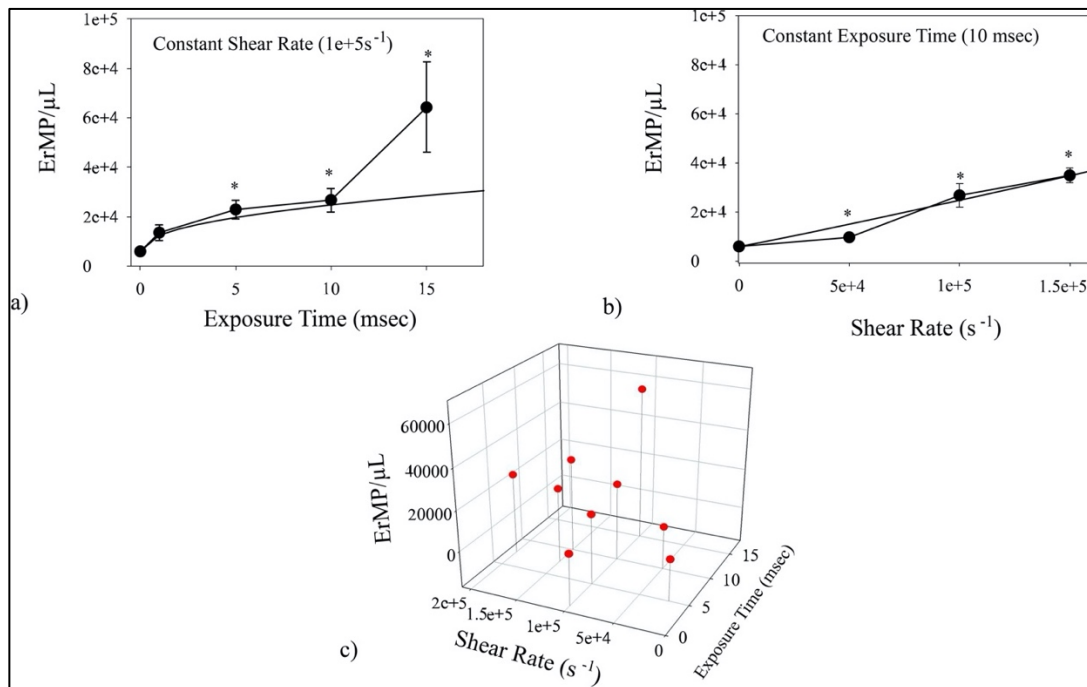 1e+5
Constant Shear Rate (1e+5s⁻¹)
*
8e+4
6e+4
ErMP/µL
4e+4
*
*
2e+4
0
0 5 10 15
a)
Exposure Time (msec)
1e+5
Constant Exposure Time (10 msec)
8e+4
6e+4
ErMP/µL
4e+4
*
*
*
2e+4
0
0 5e+4 1e+5 1.5e+5
b)
Shear Rate (s⁻¹)
60000
40000
20000
0
ErMP/µL
2e+5
1.5e+5
1e+5
5e+4
0
Shear Rate (s⁻¹)
15
10
5
0
Exposure Time (msec)
c)